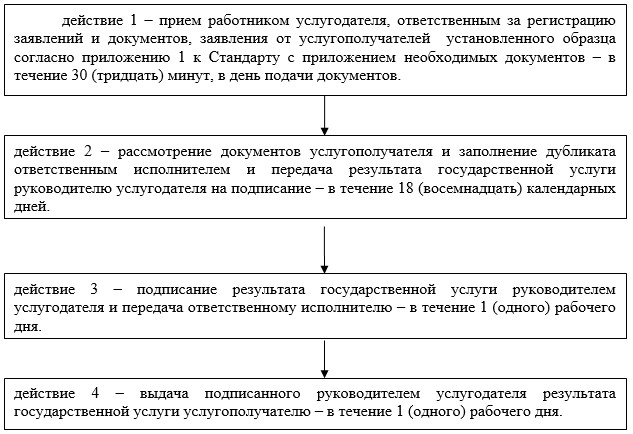 действие 1 – прием работником услугодателя, ответственным за регистрацию
заявлений и документов, заявления от услугополучателей установленного образца
согласно приложению 1 к Стандарту с приложением необходимых документов – в
течение 30 (тридцать) минут, в день подачи документов.
действие 2 – рассмотрение документов услугополучателя и заполнение дубликата
ответственным исполнителем и передача результата государственной услуги
руководителю услугодателя на подписание – в течение 18 (восемнадцать) календарных
дней.
действие 3 – подписание результата государственной услуги руководителем
услугодателя и передача ответственному исполнителю – в течение 1 (одного) рабочего
дня.
действие 4 – выдача подписанного руководителем услугодателя результата
государственной услуги услугополучателю – в течение 1 (одного) рабочего дня.